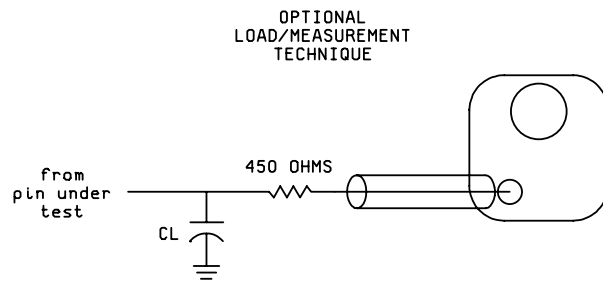 OPTIONAL
LOAD/MEASUREMENT
TECHNIQUE
450 OHMS
from
pin under
test
CL